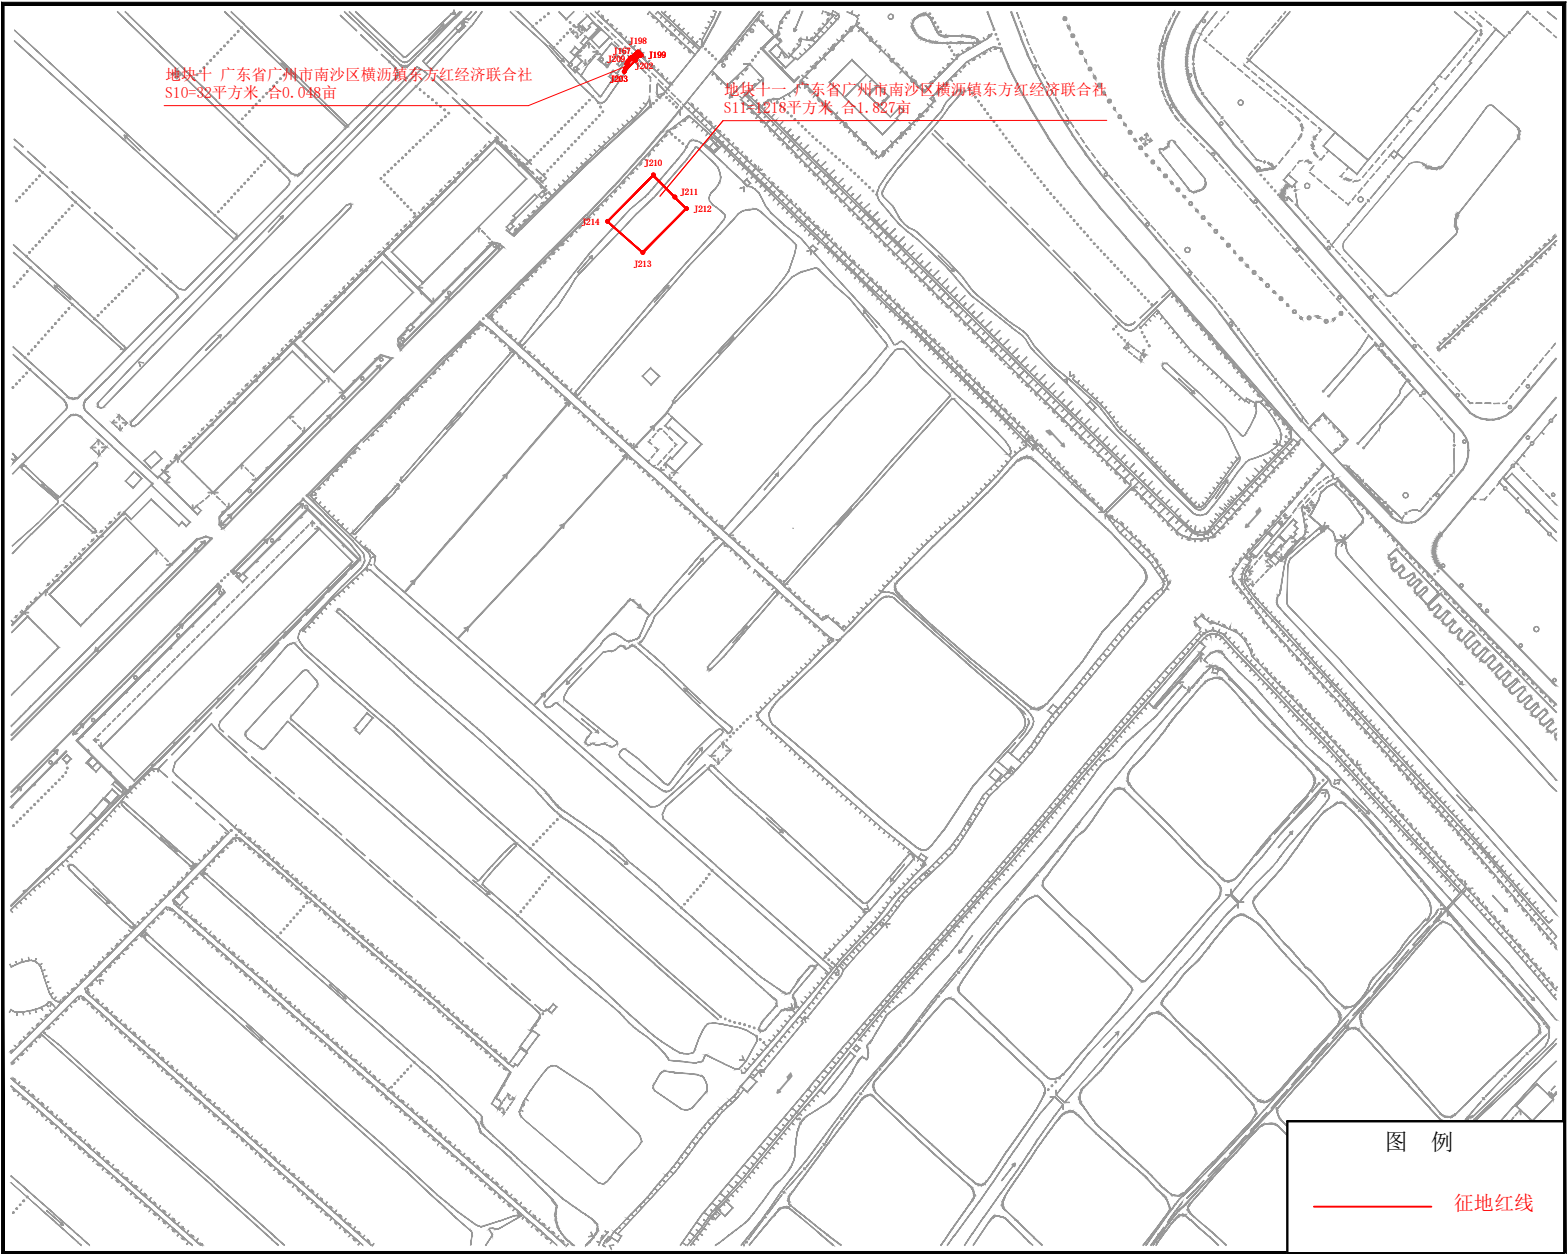 J198
J167
J199
J209
J202
J203
地块十 广东省广州市南沙区横沥镇东方红经济联合社
S10=32平方米,合0.048亩
地块十一 广东省广州市南沙区横沥镇东方红经济联合社
S11=1218平方米,合1.827亩
J210
J211
J212
J214
J213
图 例
征地红线